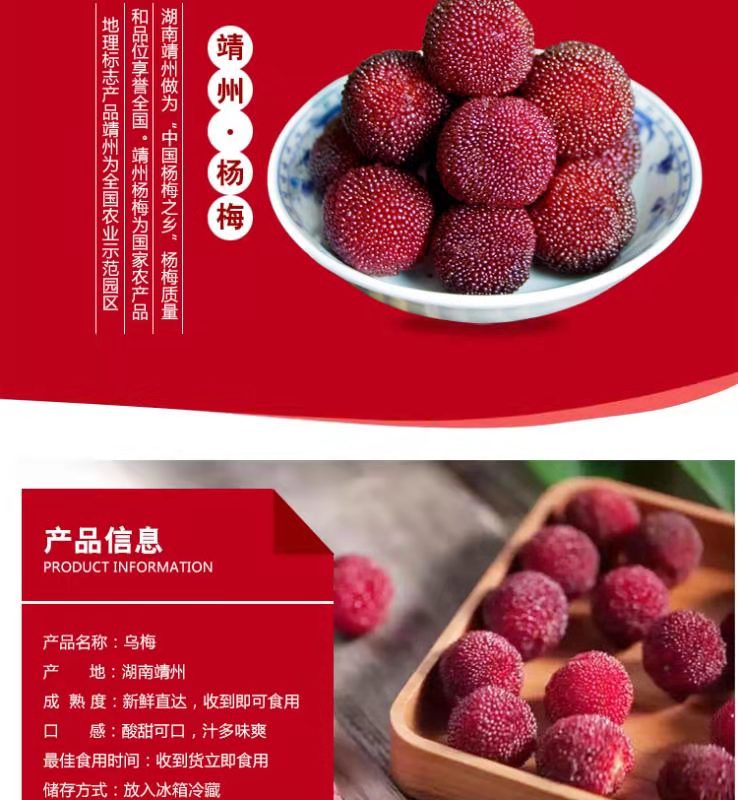 湖南靖州做为“中国杨梅之乡”杨梅质量
和品位享誉全国。靖州杨梅为国家农产品
地理标志产品靖州为全国农业示范园区
靖州·杨梅
产品信息
PRODUCT INFORMATION
产品名称：乌梅
产 地：湖南靖州
成 熟 度：新鲜直达，收到即可食用
口 感：酸甜可口，汁多味爽
最佳食用时间：收到货立即食用
储存方式：放入冰箱冷藏